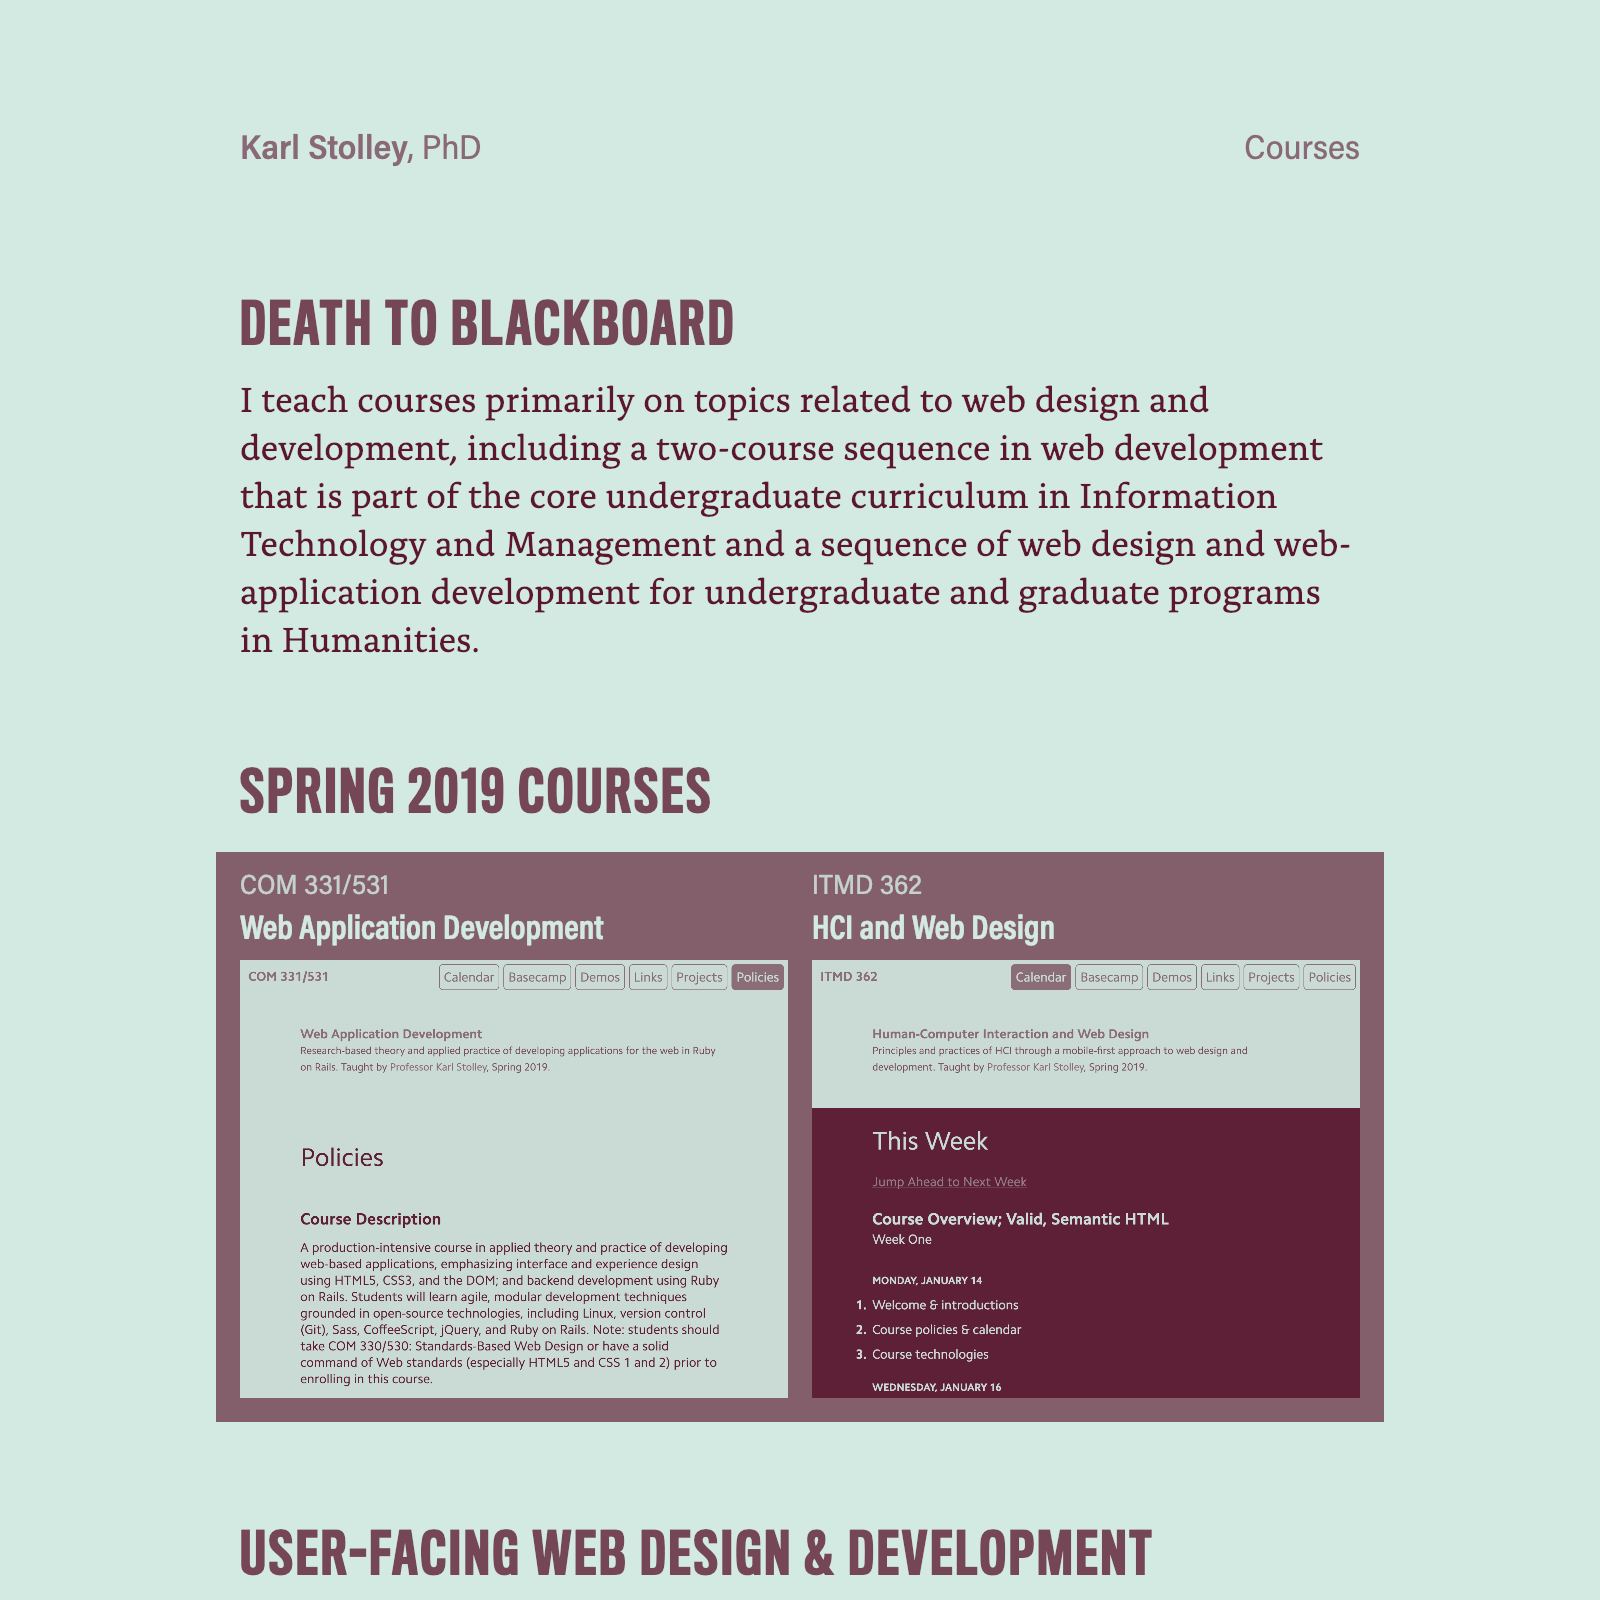 Karl Stolley, PhD
Courses
DEATH TO BLACKBOARD
I teach courses primarily on topics related to web design and
development, including a two-course sequence in web development
that is part of the core undergraduate curriculum in Information
Technology and Management and a sequence of web design and web-
application development for undergraduate and graduate programs
in Humanities.
SPRING 2019 COURSES
COM 331/531
Web Application Development
COM 331/531 Calendar Basecamp Demos Links Projects Policies
Web Application Development
Research-based theory and applied practice of developing applications for the web in Ruby
on Rails. Taught by Professor Karl Stolley, Spring 2019.
Policies
Course Description
A production-intensive course in applied theory and practice of developing
web-based applications, emphasizing interface and experience design
using HTML5, CSS3, and the DOM; and backend development using Ruby
on Rails. Students will learn agile, modular development techniques
grounded in open-source technologies, including Linux, version control
(Git), Sass, CoffeeScript, jQuery, and Ruby on Rails. Note: students should
take COM 330/530: Standards-Based Web Design or have a solid
command of Web standards (especially HTML5 and CSS 1 and 2) prior to
enrolling in this course.
ITMD 362
HCI and Web Design
ITMD 362 Calendar Basecamp Demos Links Projects Policies
Human-Computer Interaction and Web Design
Principles and practices of HCI through a mobile-first approach to web design and
development. Taught by Professor Karl Stolley, Spring 2019.
This Week
Jump Ahead to Next Week
Course Overview; Valid, Semantic HTML
Week One
MONDAY, JANUARY 14
1. Welcome & introductions
2. Course policies & calendar
3. Course technologies
WEDNESDAY, JANUARY 16
USER-FACING WEB DESIGN & DEVELOPMENT